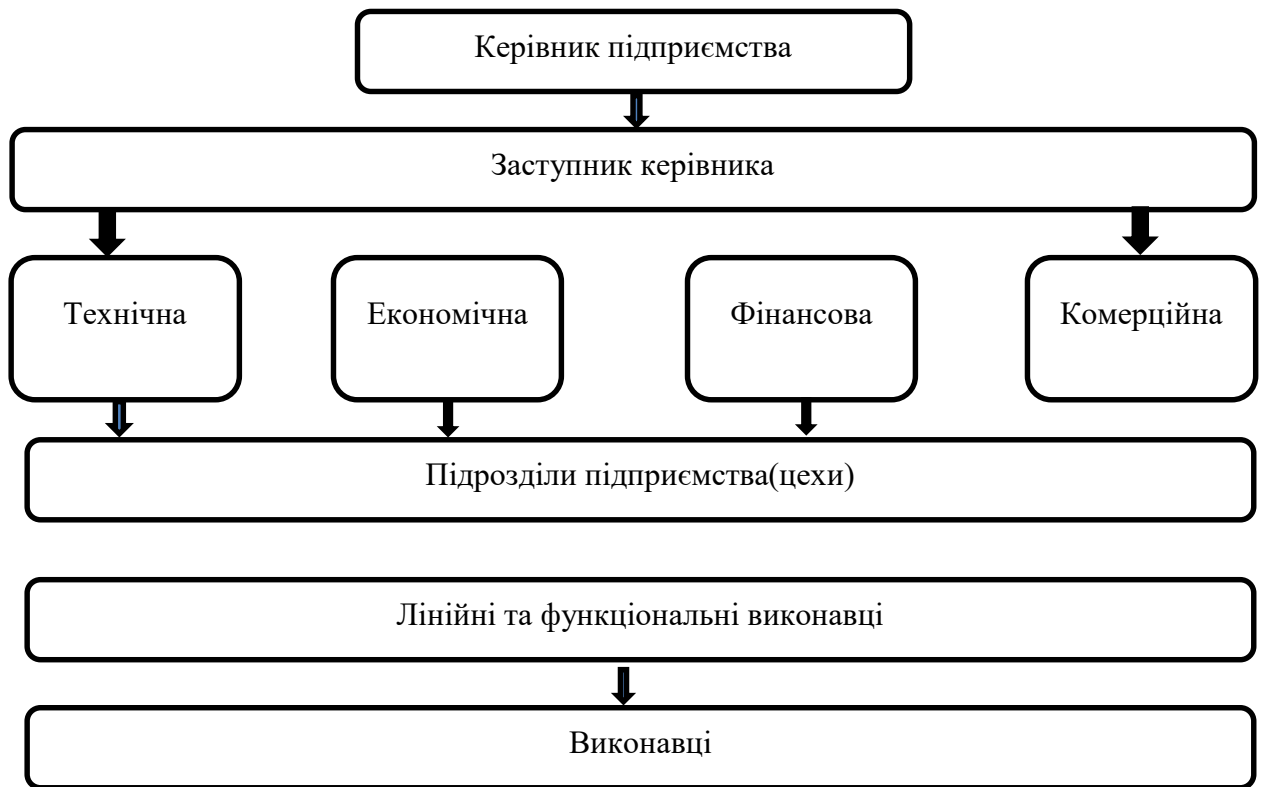 Керівник підприємства
Заступник керівника
Технічна
Економічна
Фінансова
Комерційна
Підрозділи підприємства(цехи)
Лінійні та функціональні виконавці
Виконавці